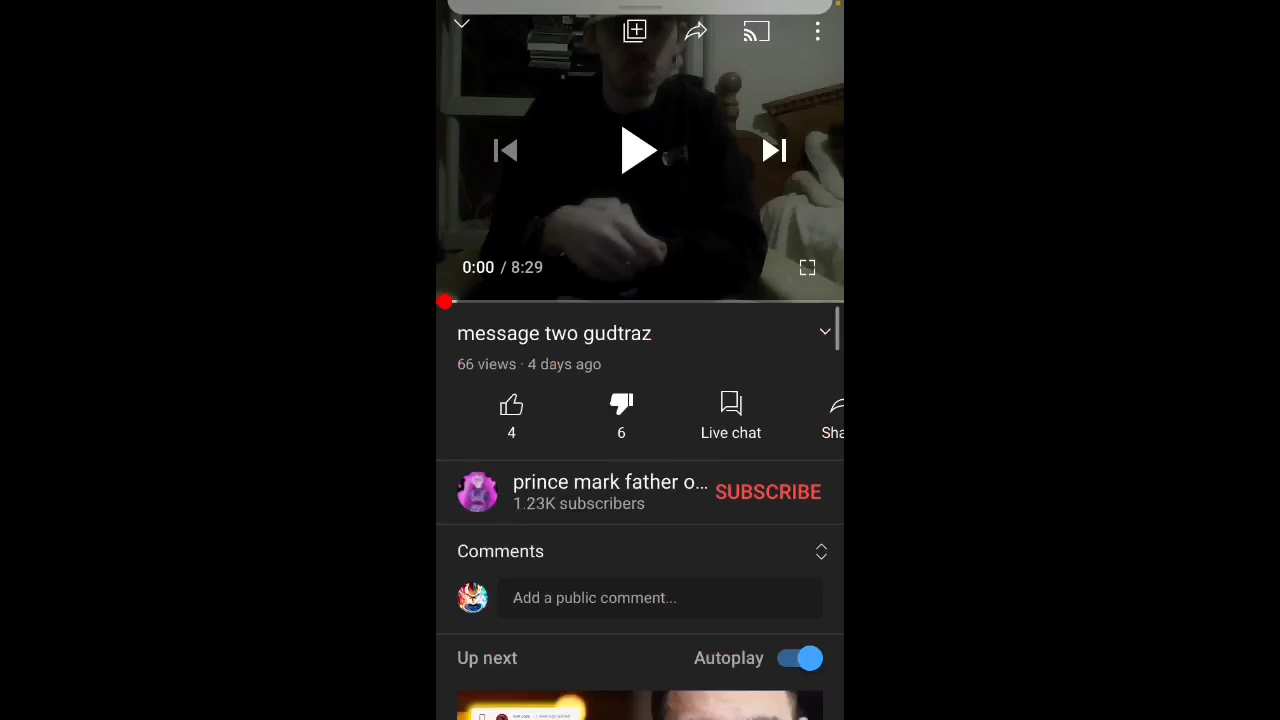 0:00 / 8:29
message two gudtraz
66 views · 4 days ago
4
6
Live chat
Sha
prince mark father o...
1.23K subscribers
SUBSCRIBE
Comments
Add a public comment...
Up next
Autoplay